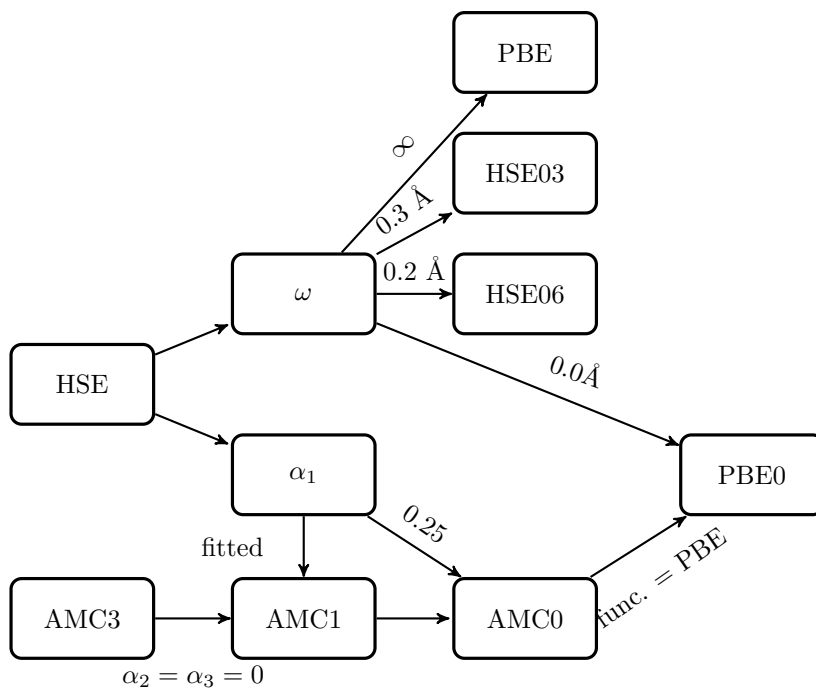 PBE
∞
HSE03
0.3 Å
ω
0.2 Å
HSE06
HSE
0.0Å
α₁
PBE0
0.25
fitted
func. = PBE
AMC3
AMC1
AMC0
α₂ = α₃ = 0